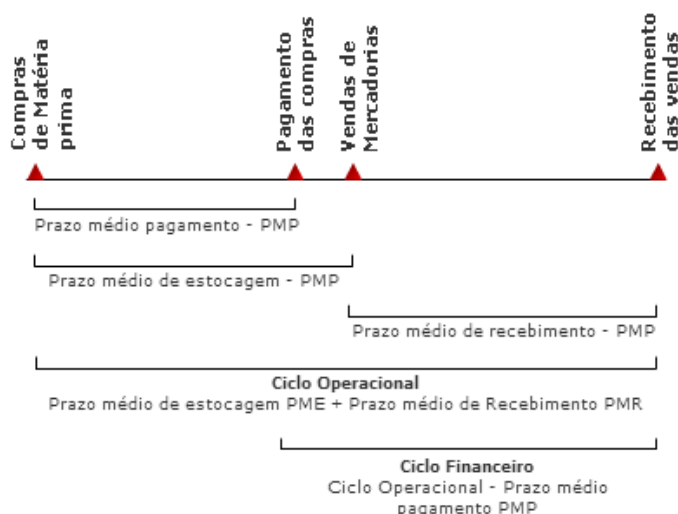 Compras
de Matéria
prima
Pagamento
das compras
Vendas de
Mercadorias
Recebimento
das vendas
Prazo médio pagamento - PMP
Prazo médio de estocagem - PMP
Prazo médio de recebimento - PMP
Ciclo Operacional
Prazo médio de estocagem PME + Prazo médio de Recebimento PMR
Ciclo Financeiro
Ciclo Operacional - Prazo médio
pagamento PMP